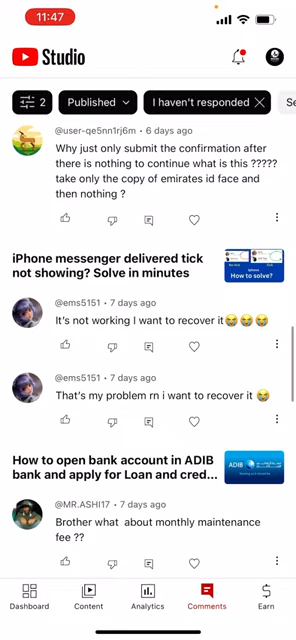 11:47
Studio
2
Published
I haven't responded
Se
@user-qe5nn1rj6m • 6 days ago
Why just only submit the confirmation after
there is nothing to continue what is this ?????
take only the copy of emirates id face and
then nothing ?
iPhone messenger delivered tick
not showing? Solve in minutes
How to solve?
@ems5151 • 7 days ago
It's not working I want to recover it😭😭😭
@ems5151 • 7 days ago
That's my problem rn i want to recover it 😭
How to open bank account in ADIB
bank and apply for Loan and cred...
ADIB
@MR.ASHI17 • 7 days ago
Brother what about monthly maintenance
fee ??
Dashboard
Content
Analytics
Comments
Earn